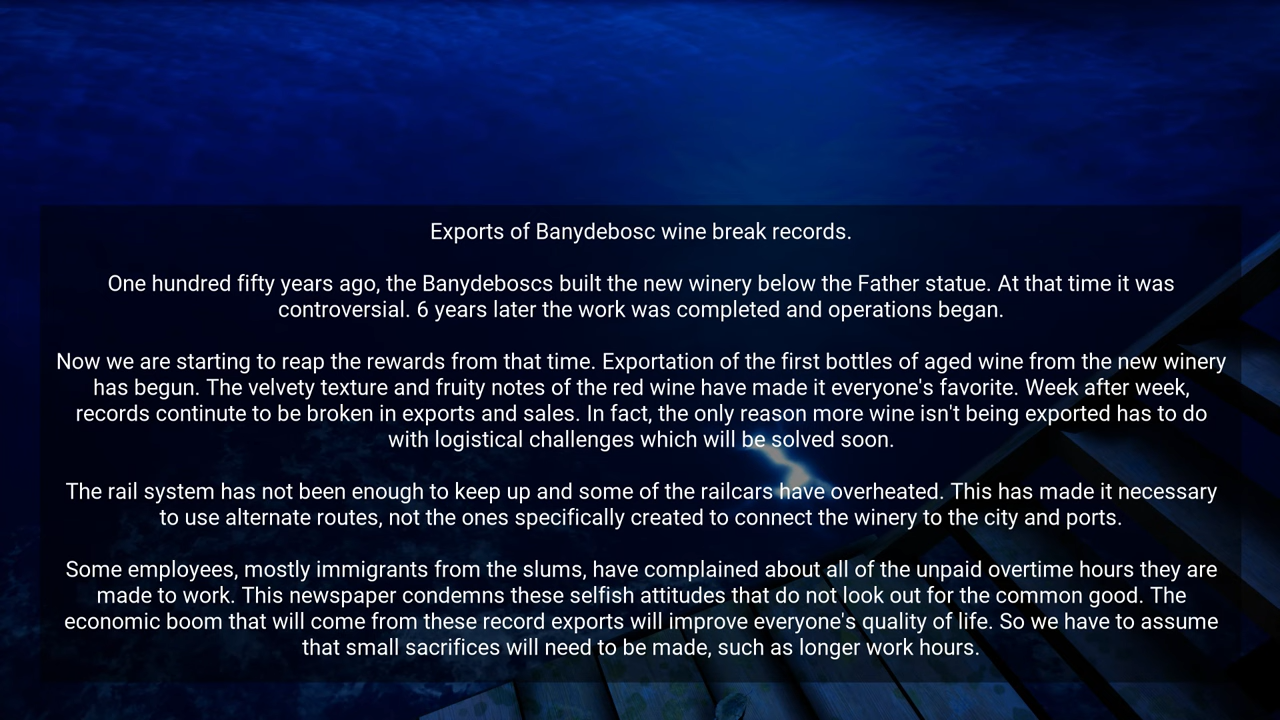 Exports of Banydebosc wine break records.
One hundred fifty years ago, the Banydeboscs built the new winery below the Father statue. At that time it was
controversial. 6 years later the work was completed and operations began.
Now we are starting to reap the rewards from that time. Exportation of the first bottles of aged wine from the new winery
has begun. The velvety texture and fruity notes of the red wine have made it everyone's favorite. Week after week,
records continute to be broken in exports and sales. In fact, the only reason more wine isn't being exported has to do
with logistical challenges which will be solved soon.
The rail system has not been enough to keep up and some of the railcars have overheated. This has made it necessary
to use alternate routes, not the ones specifically created to connect the winery to the city and ports.
Some employees, mostly immigrants from the slums, have complained about all of the unpaid overtime hours they are
made to work. This newspaper condemns these selfish attitudes that do not look out for the common good. The
economic boom that will come from these record exports will improve everyone's quality of life. So we have to assume
that small sacrifices will need to be made, such as longer work hours.